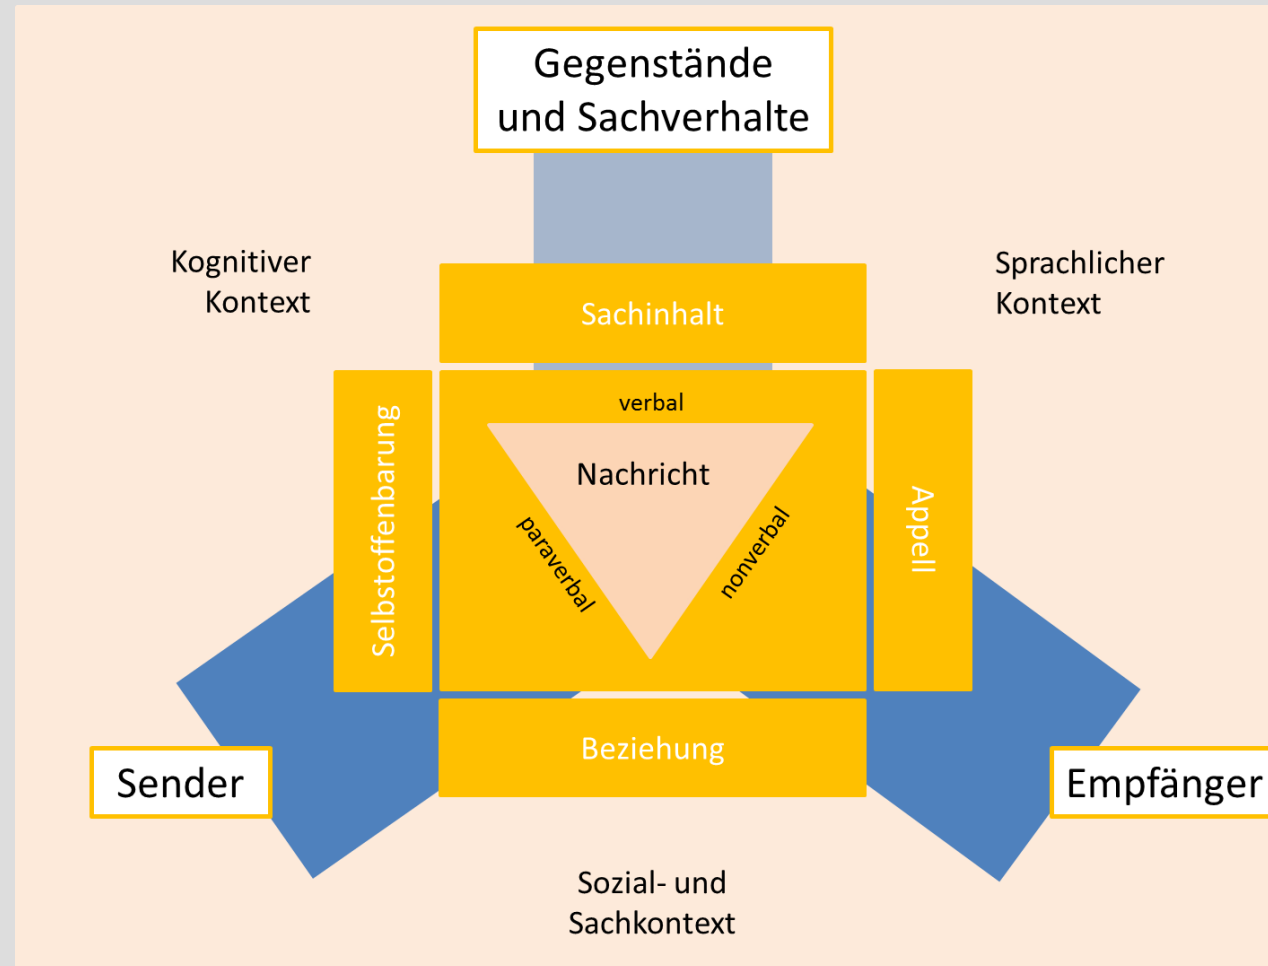 Gegenstände
und Sachverhalte
Kognitiver
Kontext
Sprachlicher
Kontext
Sachinhalt
verbal
Nachricht
Selbstoffenbarung
paraverbal
nonverbal
Appell
Beziehung
Sender
Empfänger
Sozial- und
Sachkontext